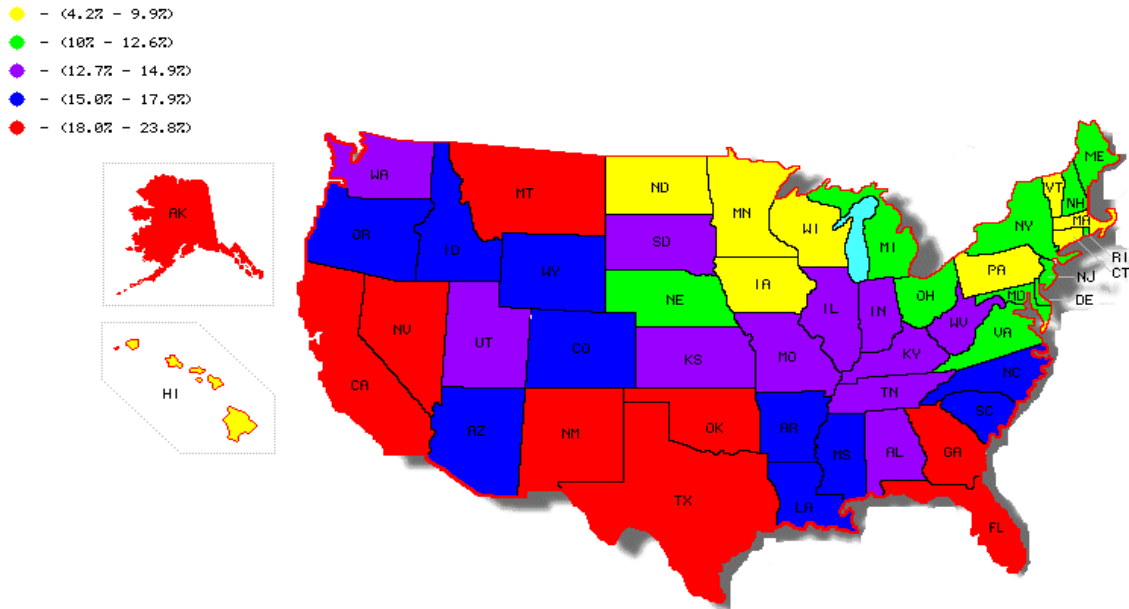 - (4.2% - 9.9%)
- (10% - 12.6%)
- (12.7% - 14.9%)
- (15.0% - 17.9%)
- (18.0% - 23.8%)
AK
HI
WA
MT
ND
MN
ME
VT
NH
OR
ID
SD
WI
MI
NY
MA
RI
CT
WY
IA
PA
NJ
NE
OH
MD
DE
NV
UT
CO
IL
IN
WV
VA
CA
KS
MO
KY
NC
AZ
NM
OK
AR
TN
SC
MS
AL
GA
TX
LA
FL